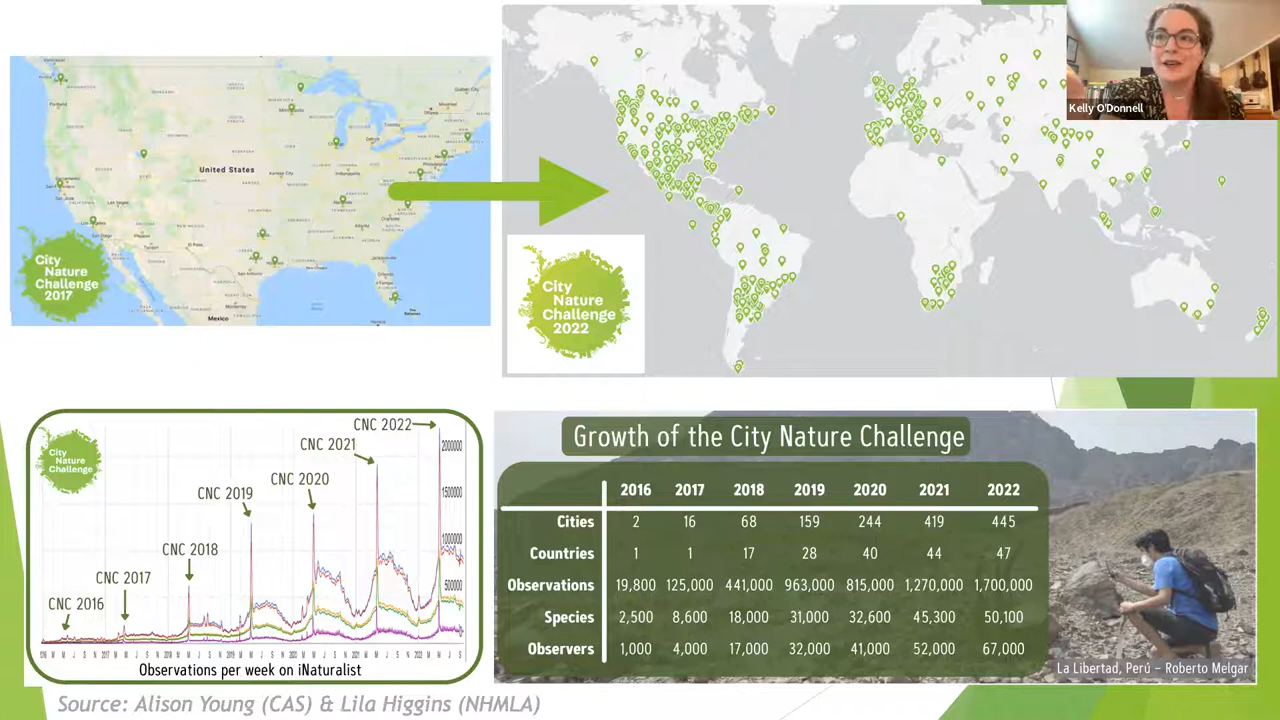 Kelly O'Donnell
United States
Mexico
City
Nature
Challenge
2017
City
Nature
Challenge
2022
City
Nature
Challenge
CNC 2016
CNC 2017
CNC 2018
CNC 2019
CNC 2020
CNC 2021
CNC 2022
2000000
1500000
1000000
500000
Observations per week on iNaturalist
Growth of the City Nature Challenge
2016 2017 2018 2019 2020 2021 2022
Cities 2 16 68 159 244 419 445
Countries 1 1 17 28 40 44 47
Observations 19,800 125,000 441,000 963,000 815,000 1,270,000 1,700,000
Species 2,500 8,600 18,000 31,000 32,600 45,300 50,100
Observers 1,000 4,000 17,000 32,000 41,000 52,000 67,000
La Libertad, Perú – Roberto Melgar
Source: Alison Young (CAS) & Lila Higgins (NHMLA)